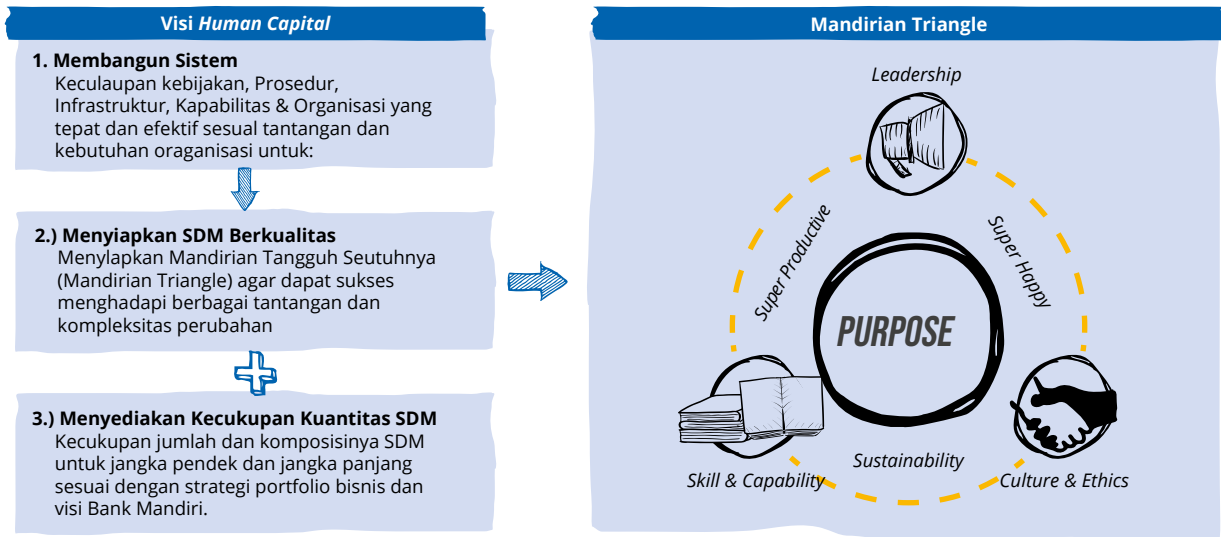 Visi Human Capital
1. Membangun Sistem
Keculaupan kebijakan, Prosedur,
Infrastruktur, Kapabilitas & Organisasi yang
tepat dan efektif sesual tantangan dan
kebutuhan oraganisasi untuk:
2.) Menyiapkan SDM Berkualitas
Menylapkan Mandirian Tangguh Seutuhnya
(Mandirian Triangle) agar dapat sukses
menghadapi berbagai tantangan dan
kompleksitas perubahan
3.) Menyediakan Kecukupan Kuantitas SDM
Kecukupan jumlah dan komposisinya SDM
untuk jangka pendek dan jangka panjang
sesuai dengan strategi portfolio bisnis dan
visi Bank Mandiri.
Mandirian Triangle
Leadership
Super Productive
Super Happy
PURPOSE
Skill & Capability
Sustainability
Culture & Ethics